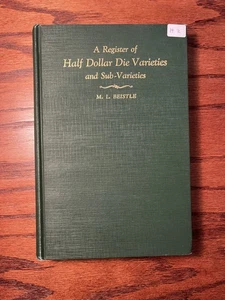 A Register of
Half Dollar Die Varieties
and Sub-Varieties
M. L. BEISTLE